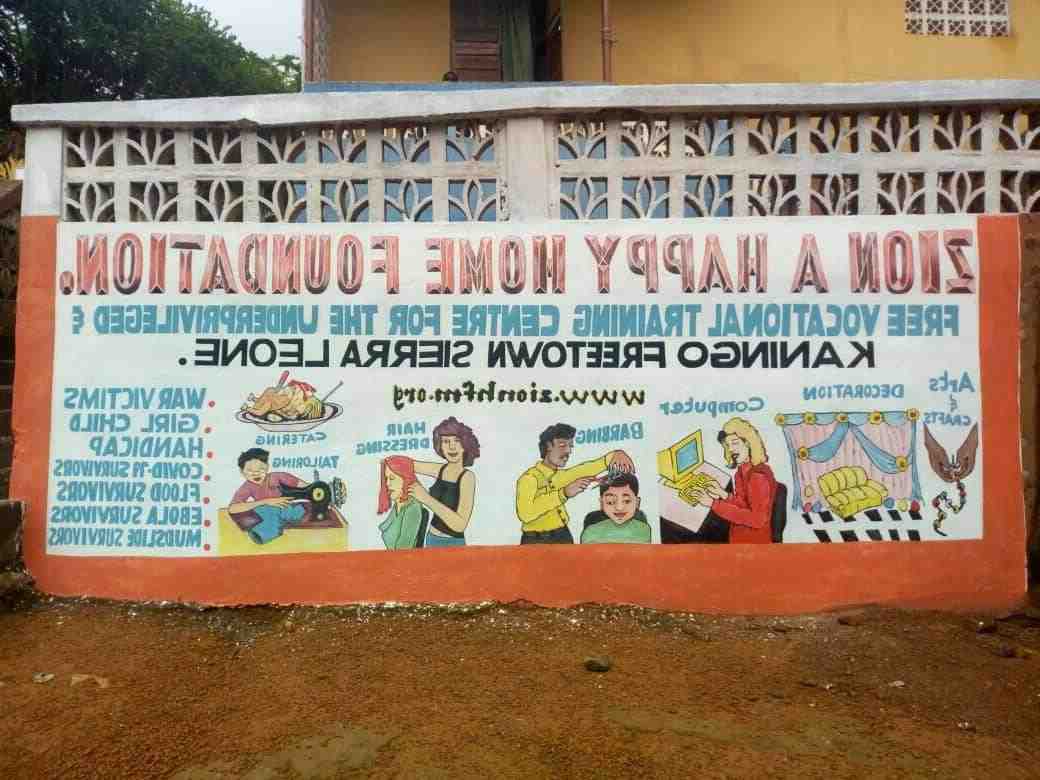 ZION A HAPPY HOME FOUNDATION.
FREE VOCATIONAL TRAINING CENTRE FOR THE UNDERPRIVILEGED &
KANINGO FREETOWN SIERRA LEONE.
www.zionhfm.org
Arts
&
CRAFTS
DECORATION
Computer
BARBING
HAIR
DRESSING
CATERING
TAILORING
• WAR VICTIMS
• GIRL CHILD
• HANDICAP
• COVID-19 SURVIVORS
• FLOOD SURVIVORS
• EBOLA SURVIVORS
• MUDSLIDE SURVIVORS